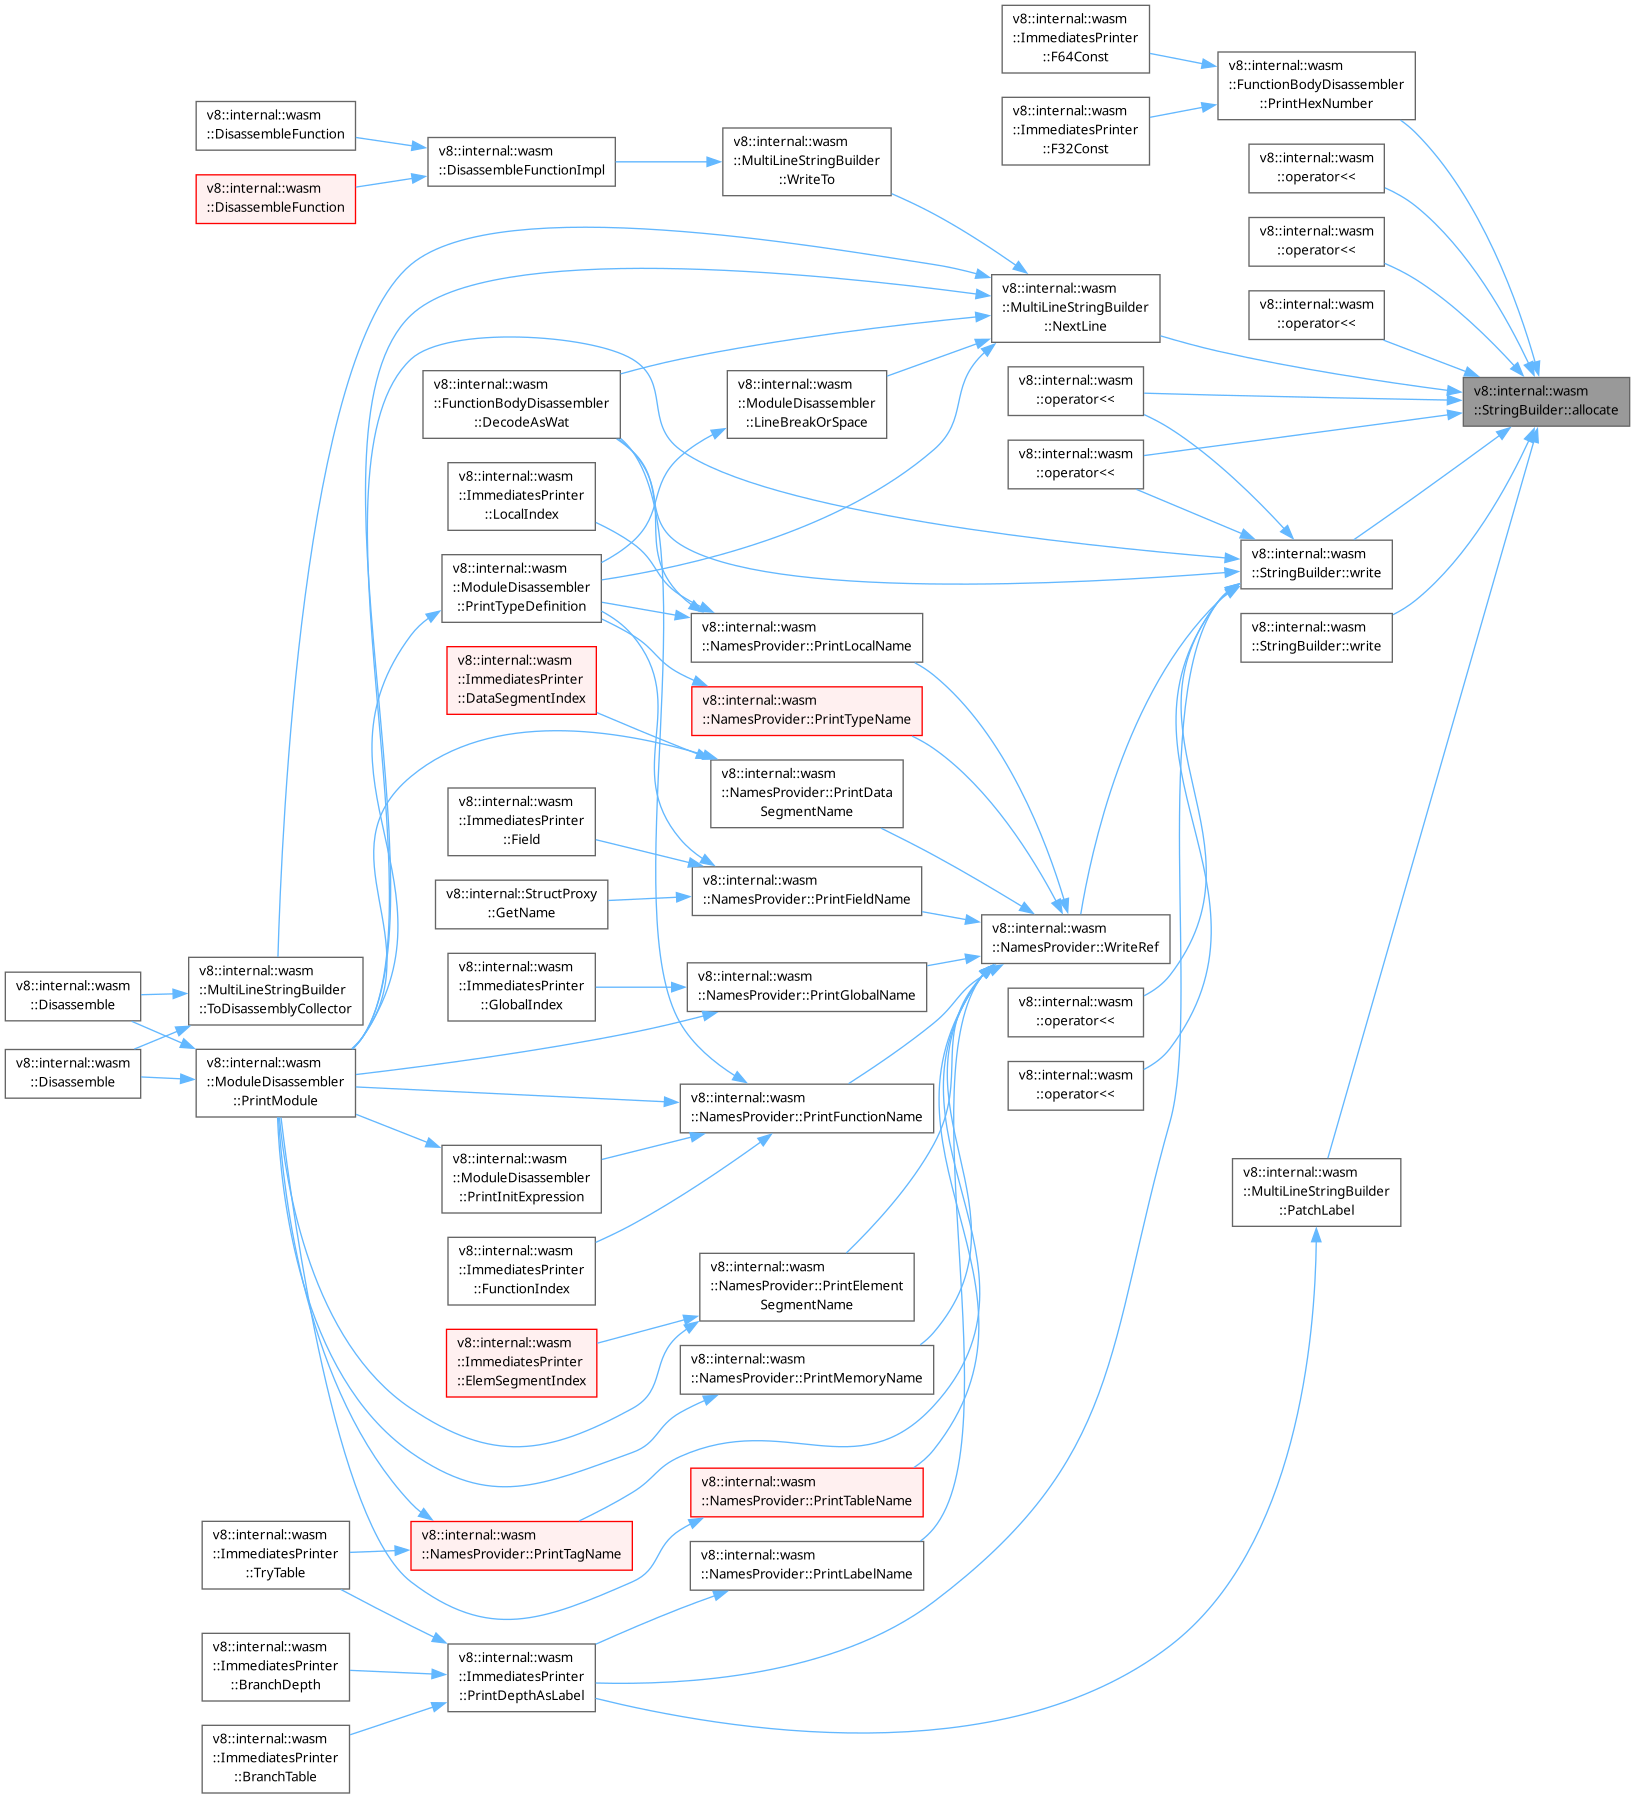 v8::internal::wasm
::ImmediatesPrinter
::F64Const
v8::internal::wasm
::FunctionBodyDisassembler
::PrintHexNumber
v8::internal::wasm
::ImmediatesPrinter
::F32Const
v8::internal::wasm
::DisassembleFunction
v8::internal::wasm
::DisassembleFunctionImpl
v8::internal::wasm
::MultiLineStringBuilder
::WriteTo
v8::internal::wasm
::operator<<
v8::internal::wasm
::DisassembleFunction
v8::internal::wasm
::operator<<
v8::internal::wasm
::MultiLineStringBuilder
::NextLine
v8::internal::wasm
::operator<<
v8::internal::wasm
::FunctionBodyDisassembler
::DecodeAsWat
v8::internal::wasm
::ModuleDisassembler
::LineBreakOrSpace
v8::internal::wasm
::operator<<
v8::internal::wasm
::StringBuilder::allocate
v8::internal::wasm
::operator<<
v8::internal::wasm
::ImmediatesPrinter
::LocalIndex
v8::internal::wasm
::StringBuilder::write
v8::internal::wasm
::ModuleDisassembler
::PrintTypeDefinition
v8::internal::wasm
::NamesProvider::PrintLocalName
v8::internal::wasm
::StringBuilder::write
v8::internal::wasm
::ImmediatesPrinter
::DataSegmentIndex
v8::internal::wasm
::NamesProvider::PrintTypeName
v8::internal::wasm
::NamesProvider::PrintData
SegmentName
v8::internal::wasm
::ImmediatesPrinter
::Field
v8::internal::StructProxy
::GetName
v8::internal::wasm
::NamesProvider::PrintFieldName
v8::internal::wasm
::NamesProvider::WriteRef
v8::internal::wasm
::ImmediatesPrinter
::GlobalIndex
v8::internal::wasm
::NamesProvider::PrintGlobalName
v8::internal::wasm
::Disassemble
v8::internal::wasm
::MultiLineStringBuilder
::ToDisassemblyCollector
v8::internal::wasm
::operator<<
v8::internal::wasm
::Disassemble
v8::internal::wasm
::ModuleDisassembler
::PrintModule
v8::internal::wasm
::operator<<
v8::internal::wasm
::NamesProvider::PrintFunctionName
v8::internal::wasm
::ModuleDisassembler
::PrintInitExpression
v8::internal::wasm
::MultiLineStringBuilder
::PatchLabel
v8::internal::wasm
::ImmediatesPrinter
::FunctionIndex
v8::internal::wasm
::NamesProvider::PrintElement
SegmentName
v8::internal::wasm
::ImmediatesPrinter
::ElemSegmentIndex
v8::internal::wasm
::NamesProvider::PrintMemoryName
v8::internal::wasm
::NamesProvider::PrintTableName
v8::internal::wasm
::ImmediatesPrinter
::TryTable
v8::internal::wasm
::NamesProvider::PrintTagName
v8::internal::wasm
::NamesProvider::PrintLabelName
v8::internal::wasm
::ImmediatesPrinter
::BranchDepth
v8::internal::wasm
::ImmediatesPrinter
::PrintDepthAsLabel
v8::internal::wasm
::ImmediatesPrinter
::BranchTable